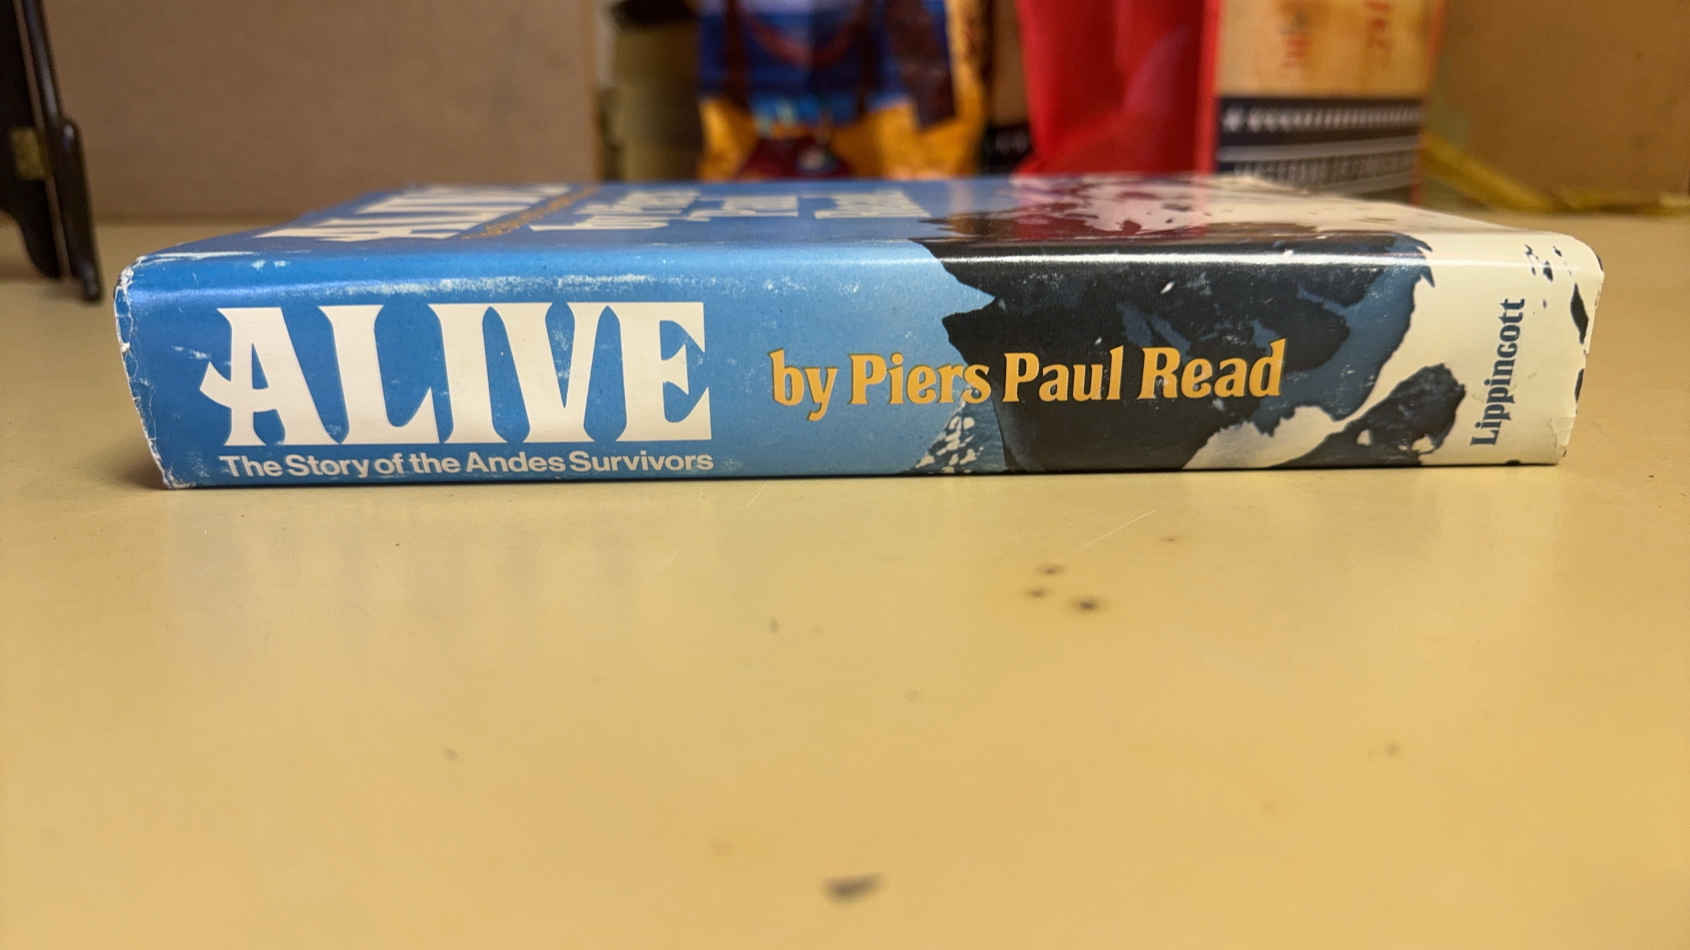 ALIVE
The Story of the Andes Survivors
by Piers Paul Read
Lippincott